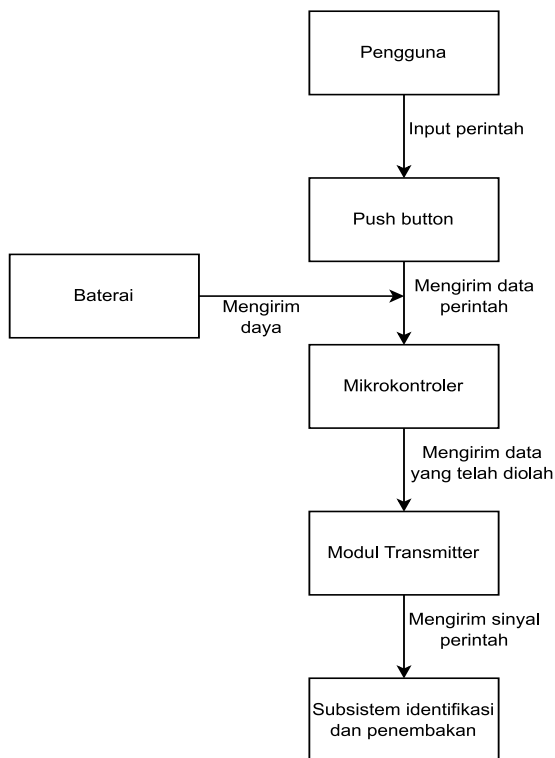 Pengguna
Input perintah
Push button
Baterai
Mengirim
daya
Mengirim data
perintah
Mikrokontroler
Mengirim data
yang telah diolah
Modul Transmitter
Mengirim sinyal
perintah
Subsistem identifikasi
dan penembakan